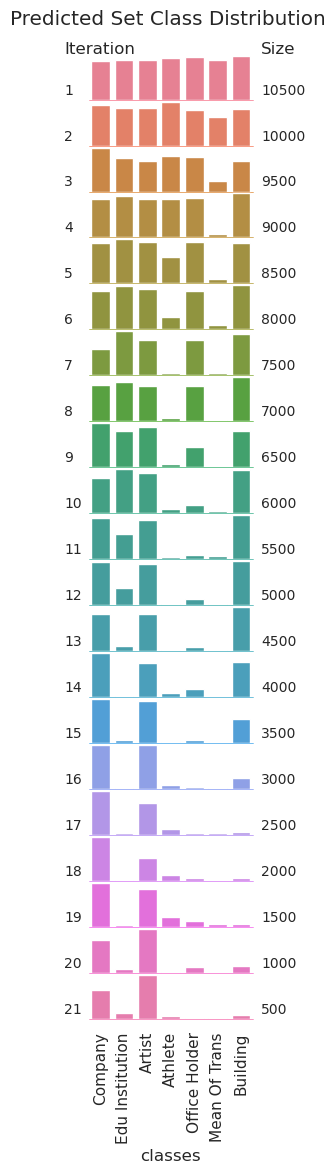 Predicted Set Class Distribution
Iteration Size
1 10500
2 10000
3 9500
4 9000
5 8500
6 8000
7 7500
8 7000
9 6500
10 6000
11 5500
12 5000
13 4500
14 4000
15 3500
16 3000
17 2500
18 2000
19 1500
20 1000
21 500
Company
Edu Institution
Artist
Athlete
Office Holder
Mean Of Trans
Building
classes